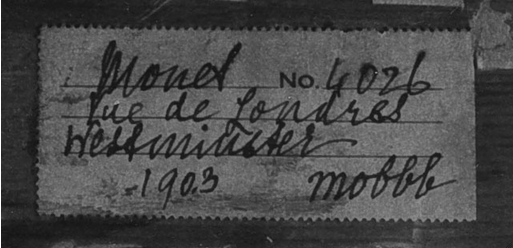 Monet No. 4026
Vue de Londres
Westminster
1903 mobbb